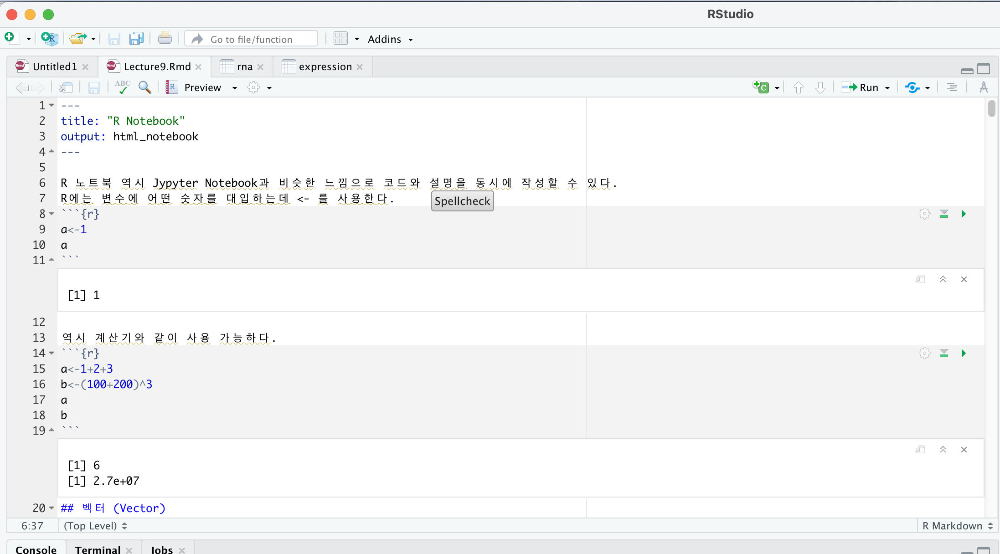 RStudio
Go to file/function
Addins
Untitled1
Lecture9.Rmd
rna
expression
ABC
Preview
Run
1 ---
2 title: "R Notebook"
3 output: html_notebook
4 ---
5
6 R 노트북 역시 Jypyter Notebook과 비슷한 느낌으로 코드와 설명을 동시에 작성할 수 있다.
7 R에는 변수에 어떤 숫자를 대입하는데 <- 를 사용한다.
Spellcheck
8 ```{r}
9 a<-1
10 a
11 ```
[1] 1
12
13 역시 계산기와 같이 사용 가능하다.
14 ```{r}
15 a<-1+2+3
16 b<-(100+200)^3
17 a
18 b
19 ```
[1] 6
[1] 2.7e+07
20 ## 벡터 (Vector)
6:37
(Top Level)
R Markdown
Console
Terminal
Jobs